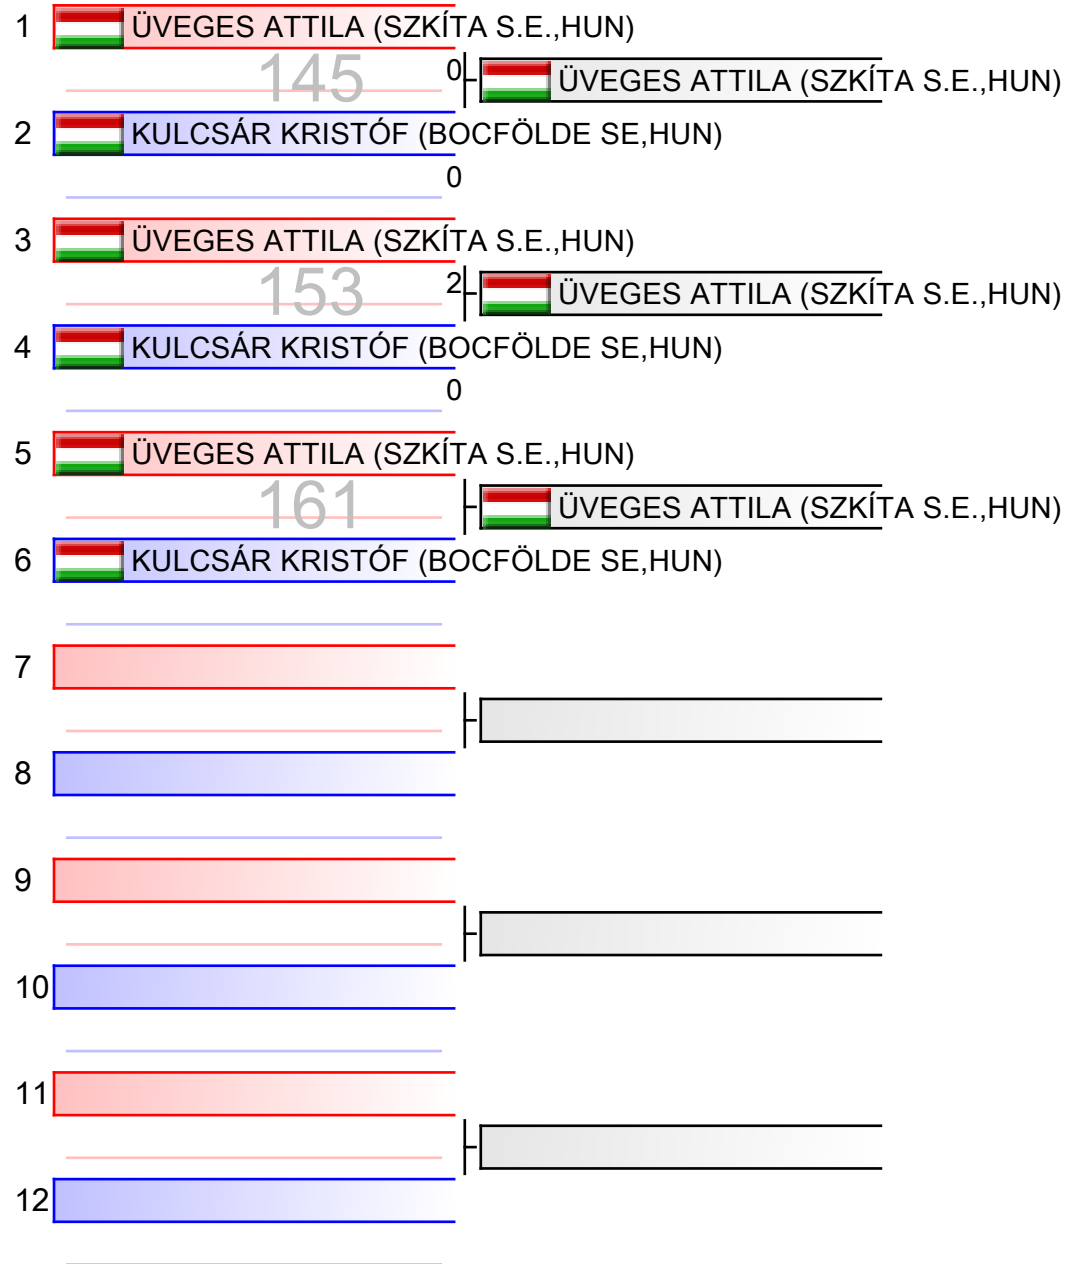 1 ÜVEGES ATTILA (SZKÍTA S.E.,HUN)
145 0 ÜVEGES ATTILA (SZKÍTA S.E.,HUN)
2 KULCSÁR KRISTÓF (BOCFÖLDE SE,HUN)
0
3 ÜVEGES ATTILA (SZKÍTA S.E.,HUN)
153 2 ÜVEGES ATTILA (SZKÍTA S.E.,HUN)
4 KULCSÁR KRISTÓF (BOCFÖLDE SE,HUN)
0
5 ÜVEGES ATTILA (SZKÍTA S.E.,HUN)
161 ÜVEGES ATTILA (SZKÍTA S.E.,HUN)
6 KULCSÁR KRISTÓF (BOCFÖLDE SE,HUN)
7
8
9
10
11
12